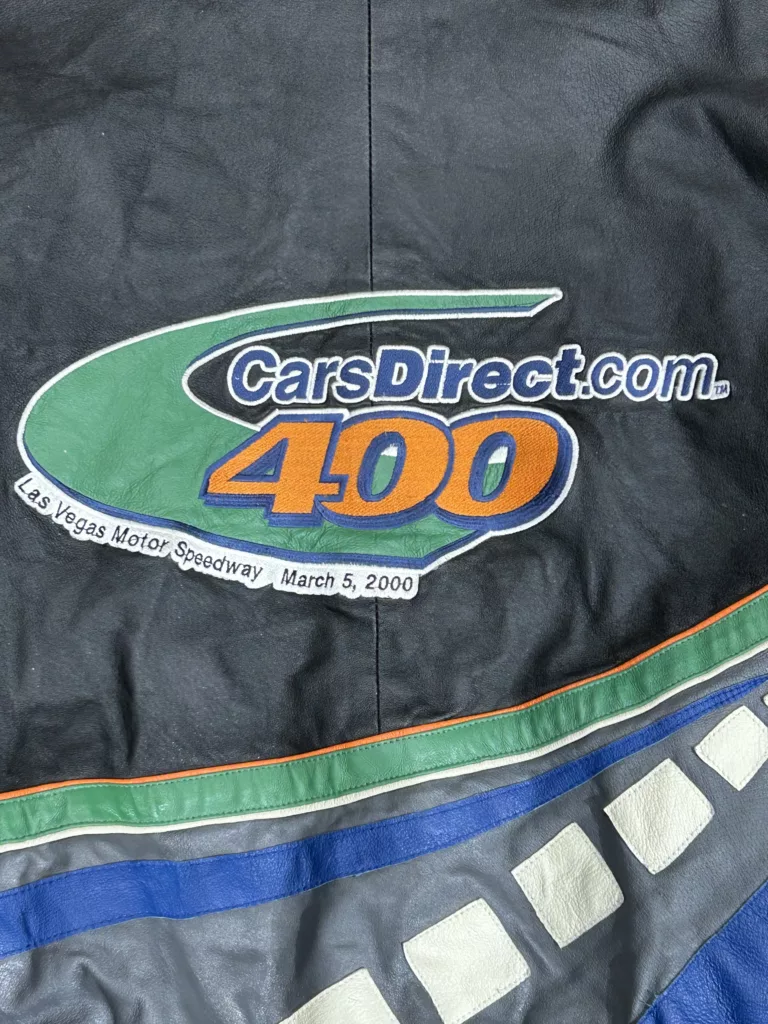 CarsDirect.com™
400
Las Vegas Motor Speedway March 5, 2000